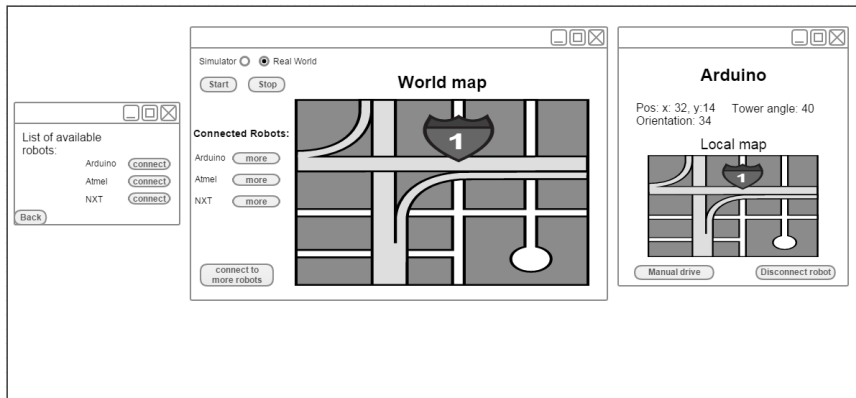 List of available
robots:
Arduino connect
Atmel connect
NXT connect
Back
Simulator Real World
Start Stop
World map
1
Connected Robots:
Arduino more
Atmel more
NXT more
connect to
more robots
Arduino
Pos: x: 32, y:14 Tower angle: 40
Orientation: 34
Local map
1
Manual drive Disconnect robot